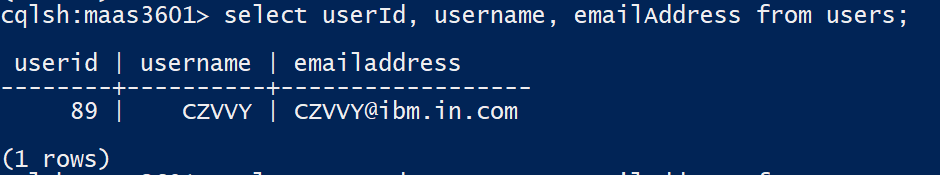 cqlsh:maas3601> select userId, username, emailAddress from users;
userid | username | emailaddress
--------+----------+------------------
89 | CZVVY | CZVVY@ibm.in.com
(1 rows)